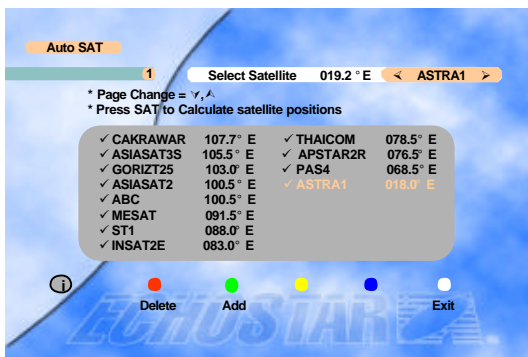 Auto SAT
1 Select Satellite 019.2 ° E ASTRA1
* Page Change = ⋎,⋏
* Press SAT to Calculate satellite positions
✓ CAKRAWAR 107.7° E ✓ THAICOM 078.5° E
✓ ASIASAT3S 105.5° E ✓ APSTAR2R 076.5° E
✓ GORIZT25 103.0° E ✓ PAS4 068.5° E
✓ ASIASAT2 100.5° E ✓ ASTRA1 018.0° E
✓ ABC 100.5° E
✓ MESAT 091.5° E
✓ ST1 088.0° E
✓ INSAT2E 083.0° E
i
Delete Add Exit
ECHOSTAR